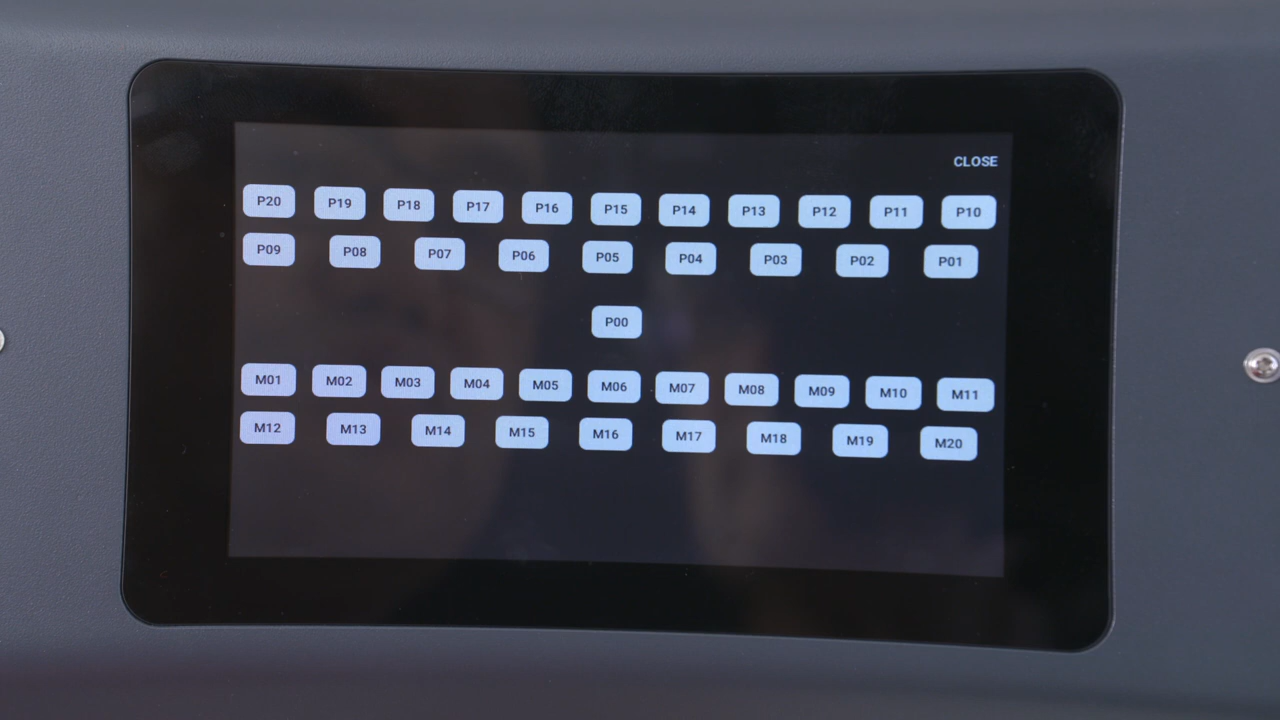 CLOSE
P20 P19 P18 P17 P16 P15 P14 P13 P12 P11 P10
P09 P08 P07 P06 P05 P04 P03 P02 P01
P00
M01 M02 M03 M04 M05 M06 M07 M08 M09 M10 M11
M12 M13 M14 M15 M16 M17 M18 M19 M20